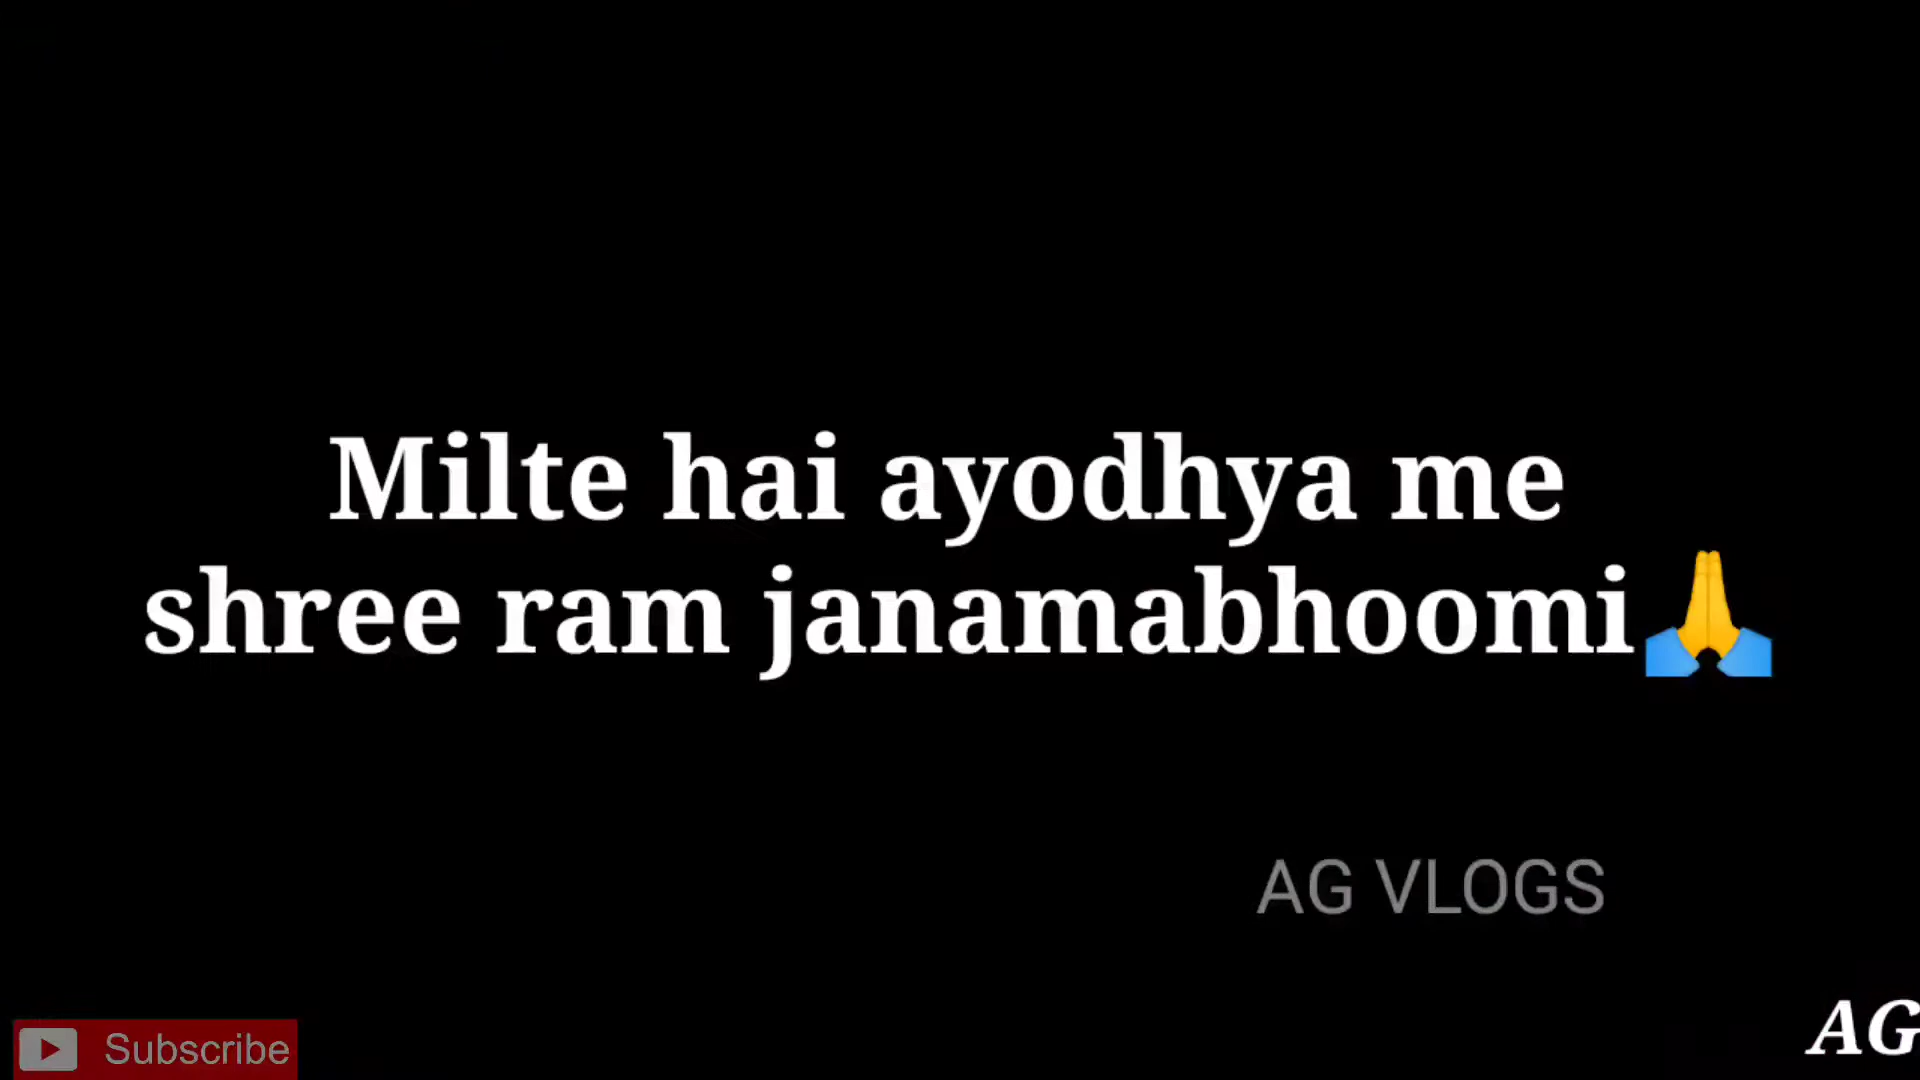 Milte hai ayodhya me
shree ram janamabhoomi🙏
AG VLOGS
AG
Subscribe